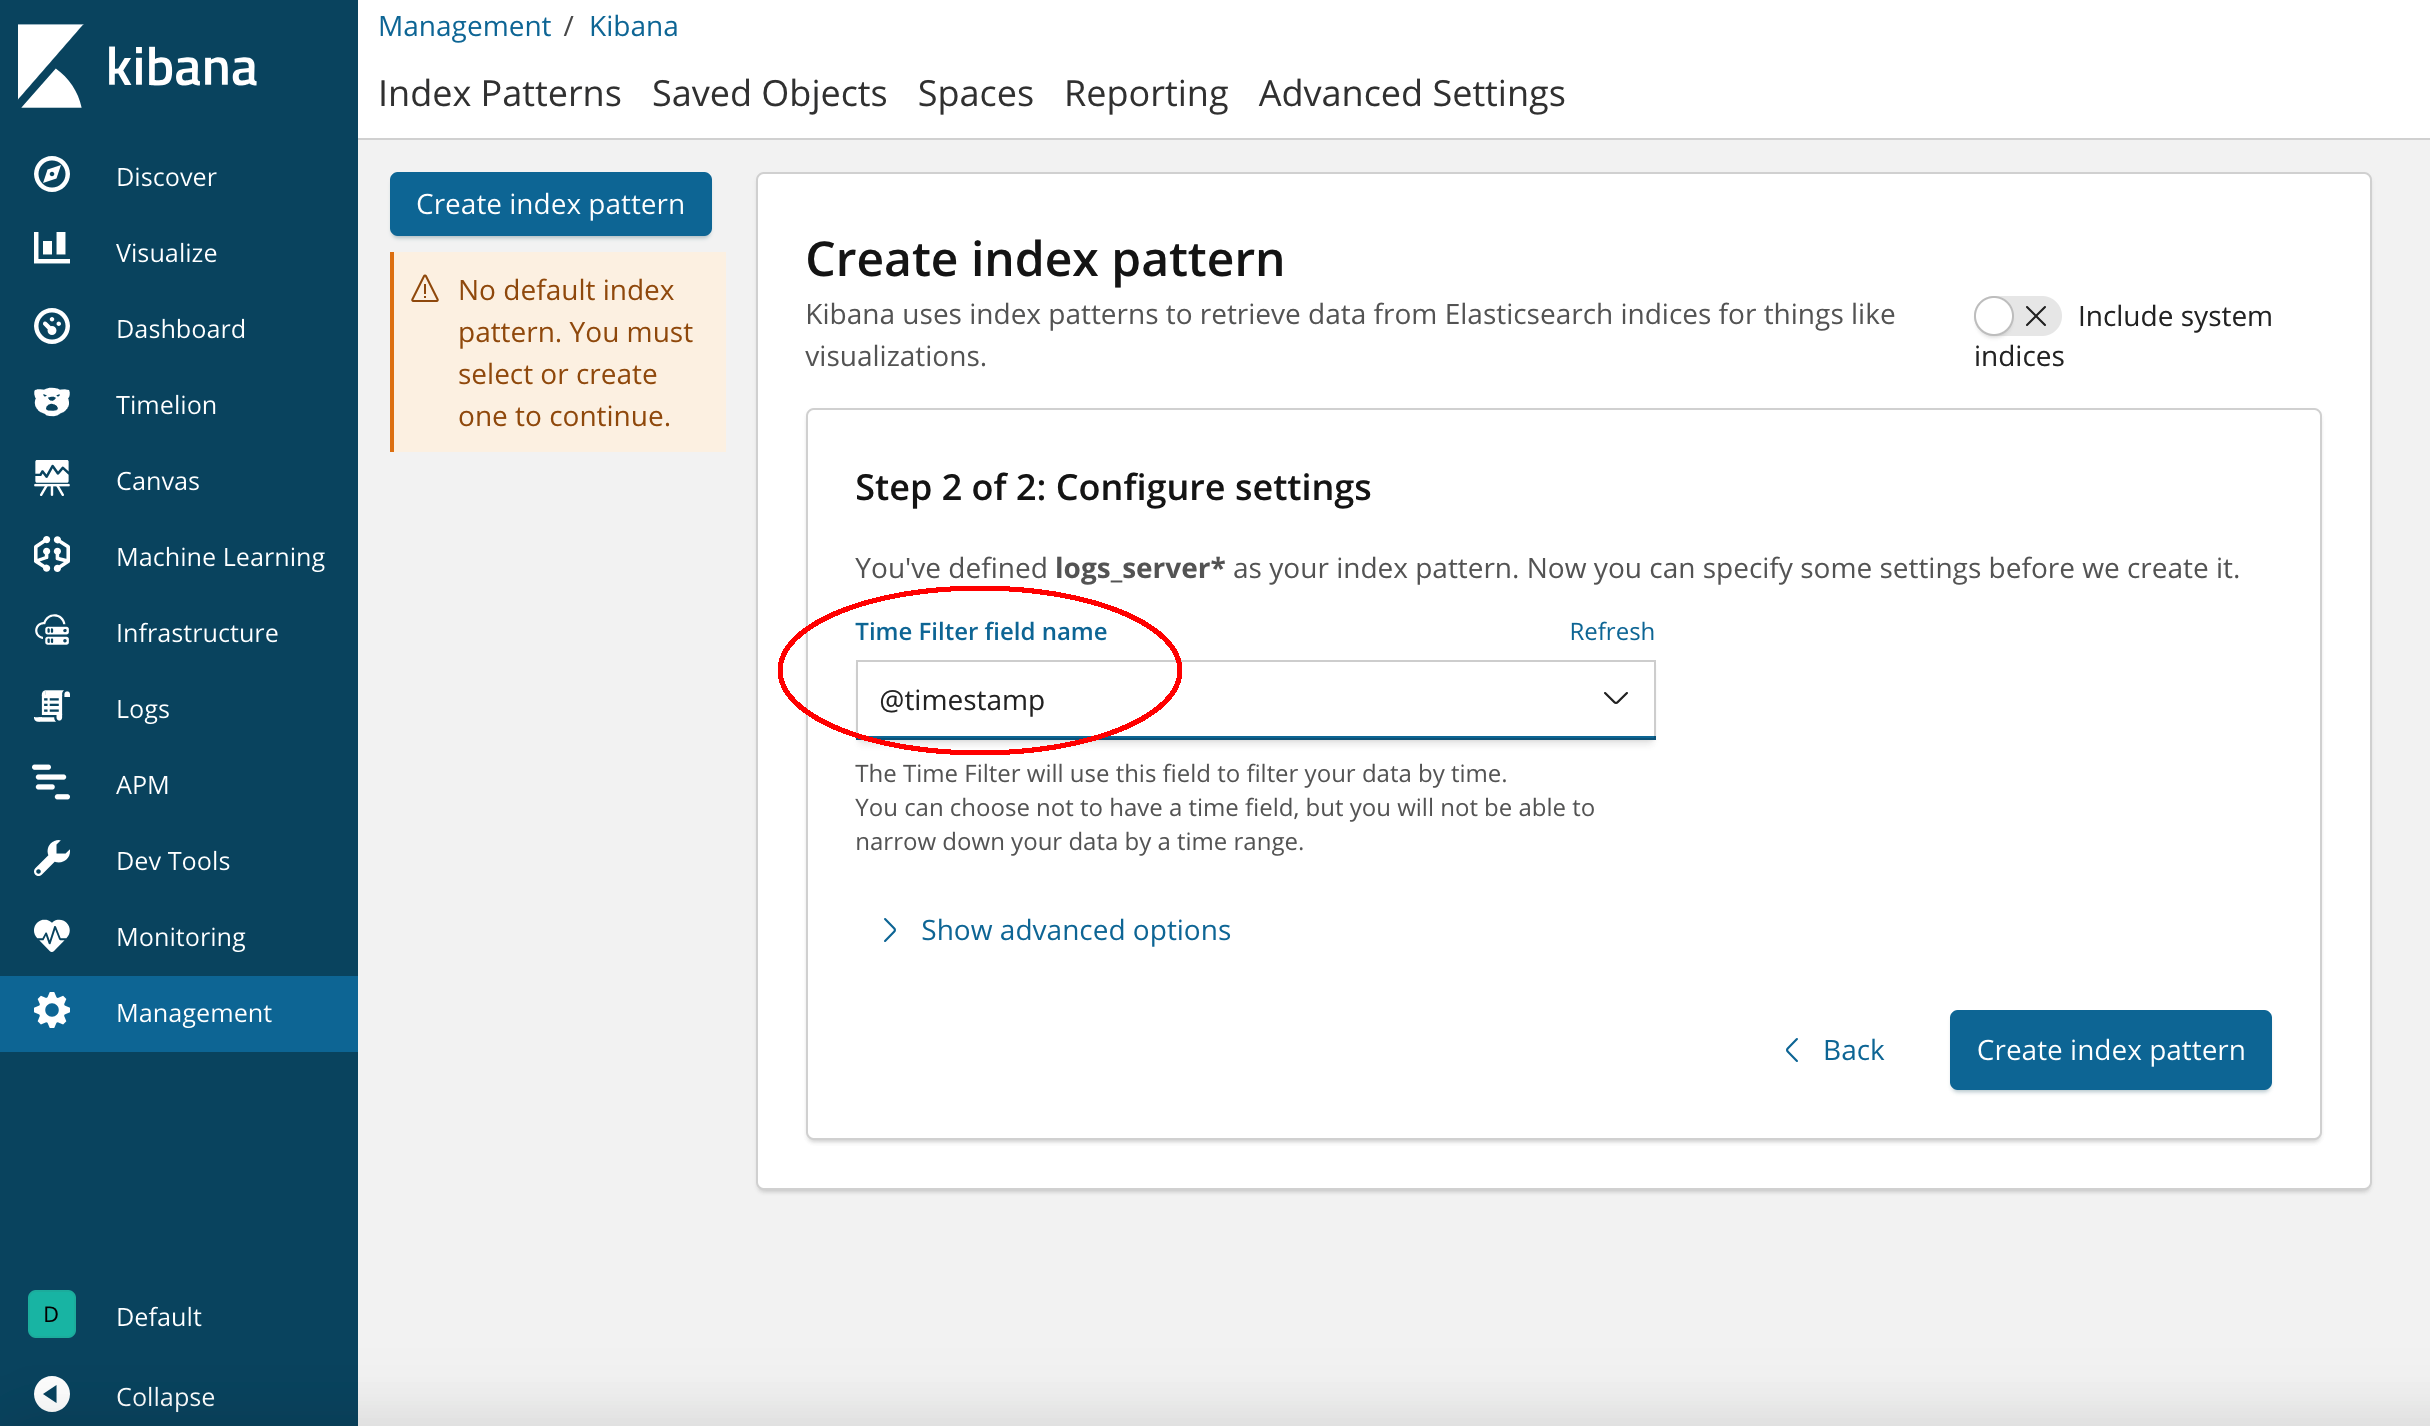 kibana
Discover
Visualize
Dashboard
Timelion
Canvas
Machine Learning
Infrastructure
Logs
APM
Dev Tools
Monitoring
Management
D Default
Collapse
Management / Kibana
Index Patterns Saved Objects Spaces Reporting Advanced Settings
Create index pattern
No default index
pattern. You must
select or create
one to continue.
Create index pattern
Kibana uses index patterns to retrieve data from Elasticsearch indices for things like
visualizations.
Include system
indices
Step 2 of 2: Configure settings
You've defined logs_server* as your index pattern. Now you can specify some settings before we create it.
Time Filter field name Refresh
@timestamp
The Time Filter will use this field to filter your data by time.
You can choose not to have a time field, but you will not be able to
narrow down your data by a time range.
Show advanced options
Back Create index pattern